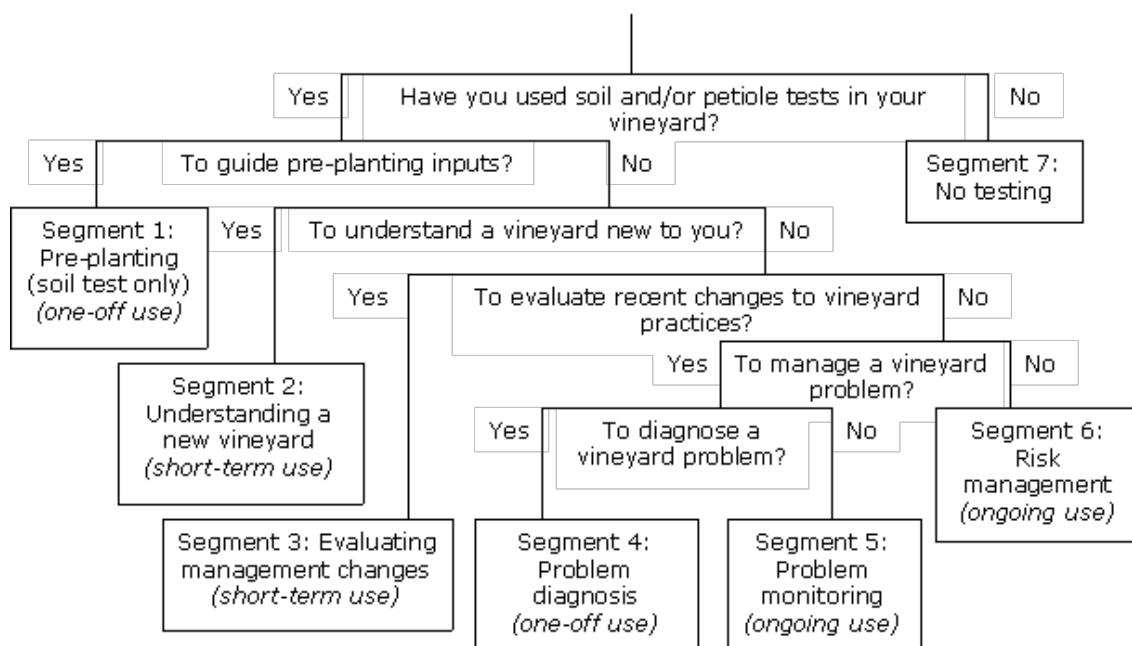 Yes
Have you used soil and/or petiole tests in your
vineyard?
No
Yes
To guide pre-planting inputs?
No
Segment 7:
No testing
Segment 1:
Pre-planting
(soil test only)
(one-off use)
Yes
To understand a vineyard new to you?
No
Yes
To evaluate recent changes to vineyard
practices?
No
Segment 2:
Understanding a
new vineyard
(short-term use)
Yes
To manage a vineyard
problem?
No
Segment 3: Evaluating
management changes
(short-term use)
Yes
To diagnose a
vineyard problem?
No
Segment 6:
Risk
management
(ongoing use)
Segment 4:
Problem
diagnosis
(one-off use)
Segment 5:
Problem
monitoring
(ongoing use)